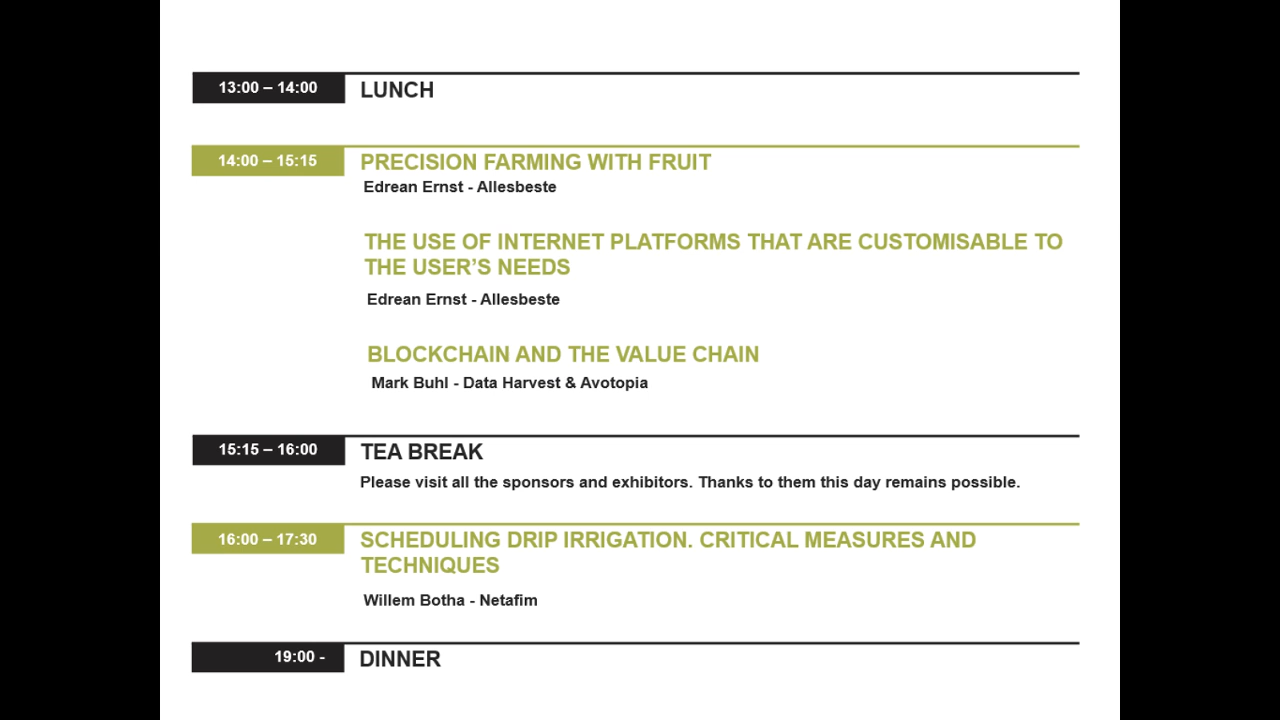 13:00 – 14:00 LUNCH
14:00 – 15:15 PRECISION FARMING WITH FRUIT
Edrean Ernst - Allesbeste
THE USE OF INTERNET PLATFORMS THAT ARE CUSTOMISABLE TO
THE USER’S NEEDS
Edrean Ernst - Allesbeste
BLOCKCHAIN AND THE VALUE CHAIN
Mark Buhl - Data Harvest & Avotopia
15:15 – 16:00 TEA BREAK
Please visit all the sponsors and exhibitors. Thanks to them this day remains possible.
16:00 – 17:30 SCHEDULING DRIP IRRIGATION. CRITICAL MEASURES AND
TECHNIQUES
Willem Botha - Netafim
19:00 - DINNER